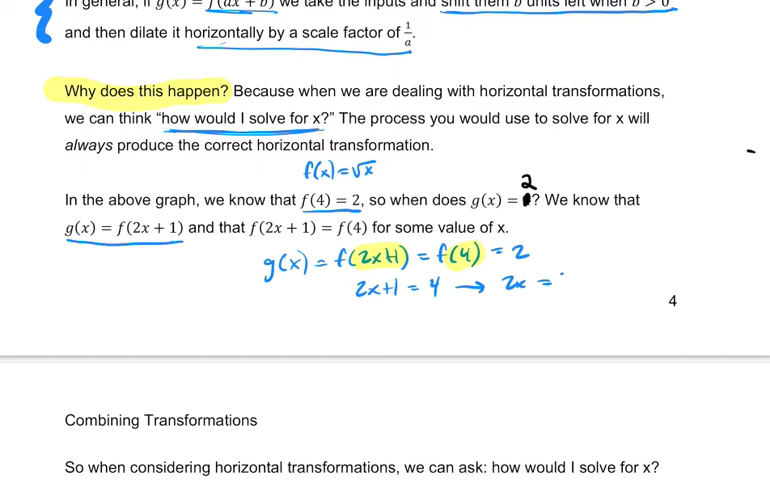 In general, if g(x) = f(ax + b) we take the inputs and shift them b units left when b > 0
and then dilate it horizontally by a scale factor of 1/a.
Why does this happen? Because when we are dealing with horizontal transformations,
we can think “how would I solve for x?” The process you would use to solve for x will
always produce the correct horizontal transformation.
f(x) = √x
In the above graph, we know that f(4) = 2, so when does g(x) = 2? We know that
g(x) = f(2x + 1) and that f(2x + 1) = f(4) for some value of x.
g(x) = f(2x+1) = f(4) = 2
2x+1 = 4 → 2x =
4
Combining Transformations
So when considering horizontal transformations, we can ask: how would I solve for x?